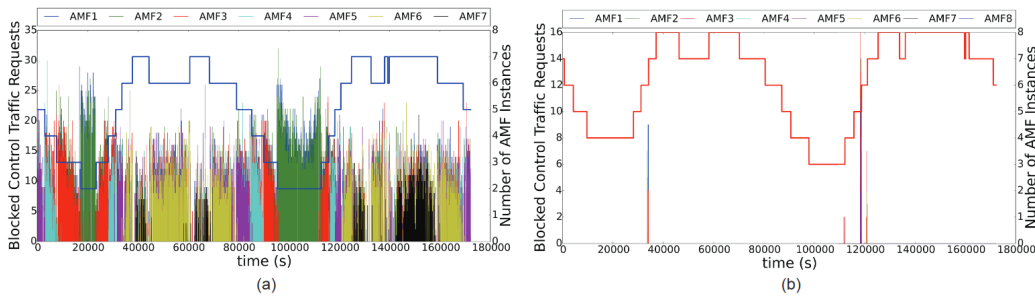 AMF1 AMF2 AMF3 AMF4 AMF5 AMF6 AMF7
35 30 25 20 15 10 5 0
Blocked Control Traffic Requests
8 7 6 5 4 3 2 1 0
Number of AMF Instances
0 20000 40000 60000 80000 100000 120000 140000 160000 180000
time (s)
(a)
AMF1 AMF2 AMF3 AMF4 AMF5 AMF6 AMF7 AMF8
16 14 12 10 8 6 4 2 0
Blocked Control Traffic Requests
8 7 6 5 4 3 2 1 0
Number of AMF Instances
0 20000 40000 60000 80000 100000 120000 140000 160000 180000
time (s)
(b)